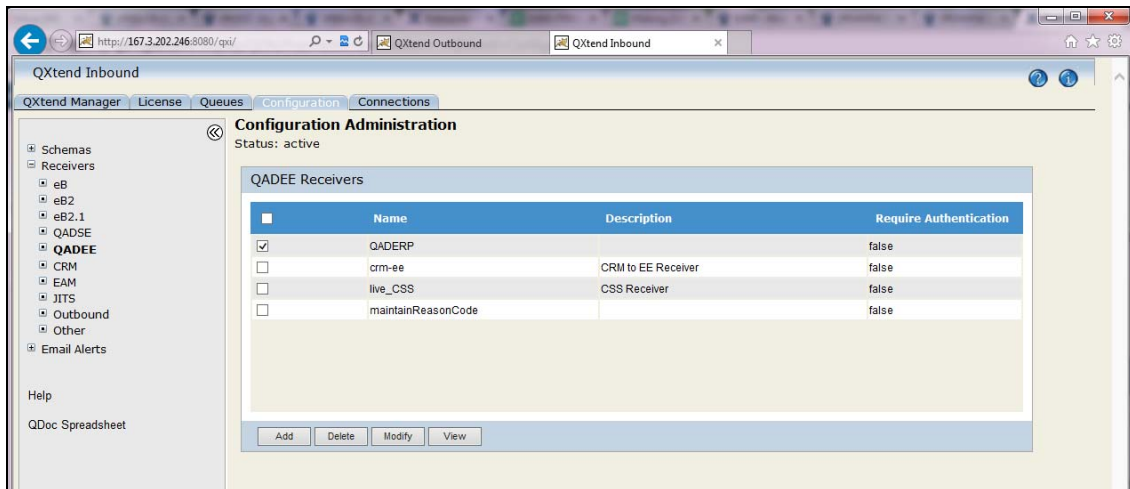 http://167.3.202.246:8080/qxi/
QXtend Outbound
QXtend Inbound
QXtend Inbound
QXtend Manager License Queues Configuration Connections
Configuration Administration
Status: active
Schemas
Receivers
eB
eB2
eB2.1
QADSE
QADEE
CRM
EAM
JITS
Outbound
Other
Email Alerts
Help
QDoc Spreadsheet
QADEE Receivers
Name Description Require Authentication
QADERP false
crm-ee CRM to EE Receiver false
live_CSS CSS Receiver false
maintainReasonCode false
Add Delete Modify View